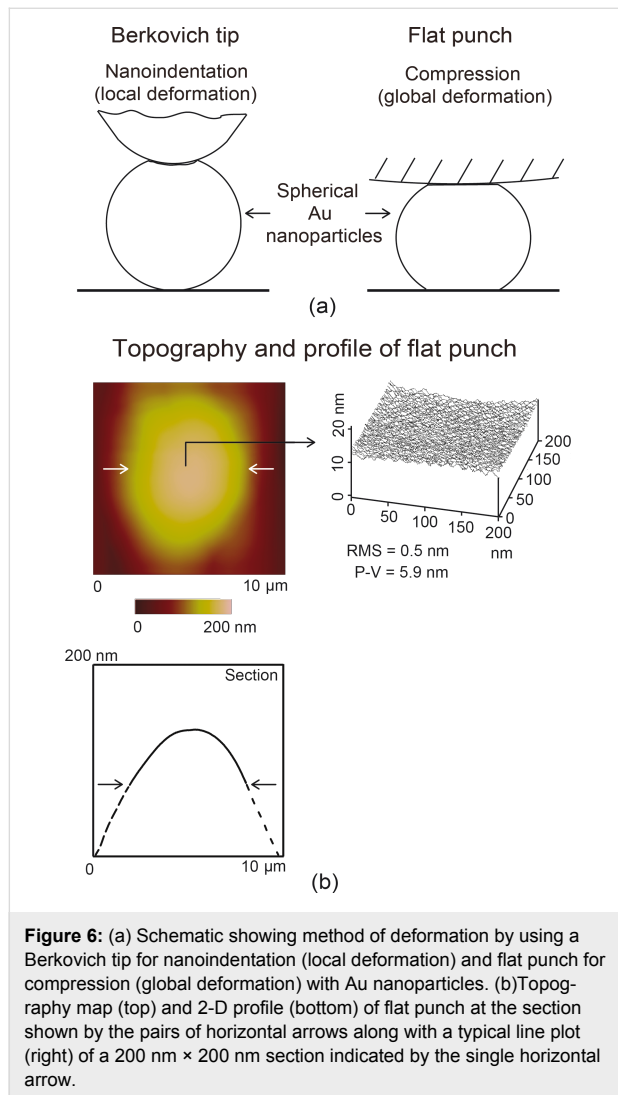 Berkovich tip
Flat punch
Nanoindentation
(local deformation)
Compression
(global deformation)
Spherical
Au
nanoparticles
(a)
Topography and profile of flat punch
0
10 µm
0
200 nm
20 nm
10
0
0
50
100
150
200
nm
0
50
100
150
200
RMS = 0.5 nm
P-V = 5.9 nm
200 nm
Section
0
10 µm
(b)
Figure 6: (a) Schematic showing method of deformation by using a
Berkovich tip for nanoindentation (local deformation) and flat punch for
compression (global deformation) with Au nanoparticles. (b)Topog-
raphy map (top) and 2-D profile (bottom) of flat punch at the section
shown by the pairs of horizontal arrows along with a typical line plot
(right) of a 200 nm × 200 nm section indicated by the single horizontal
arrow.